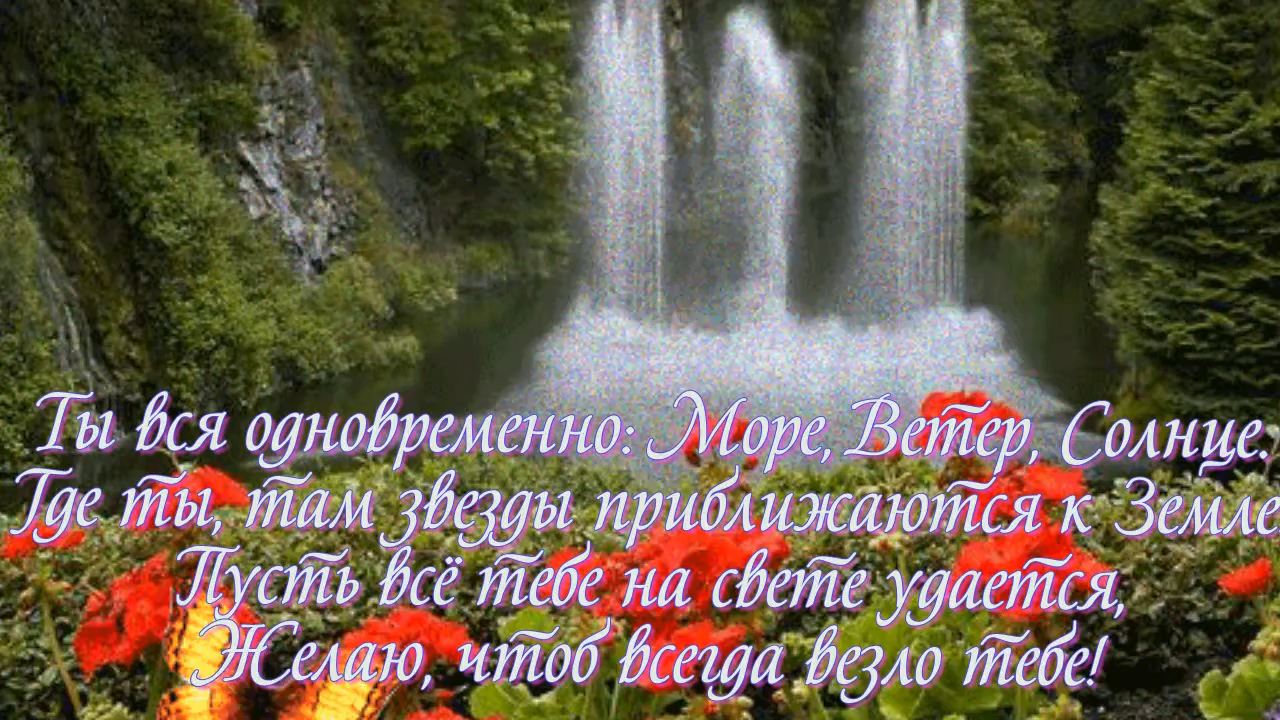 Ты вся одновременно: Море, Ветер, Солнце.
Где ты, там звезды приближаются к Земле
Пусть всё тебе на свете удается,
Желаю, чтоб всегда везло тебе!